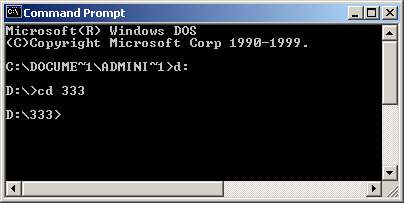 Command Prompt
Microsoft(R) Windows DOS
(C)Copyright Microsoft Corp 1990-1999.
C:\DOCUME~1\ADMINI~1>d:
D:\>cd 333
D:\333>